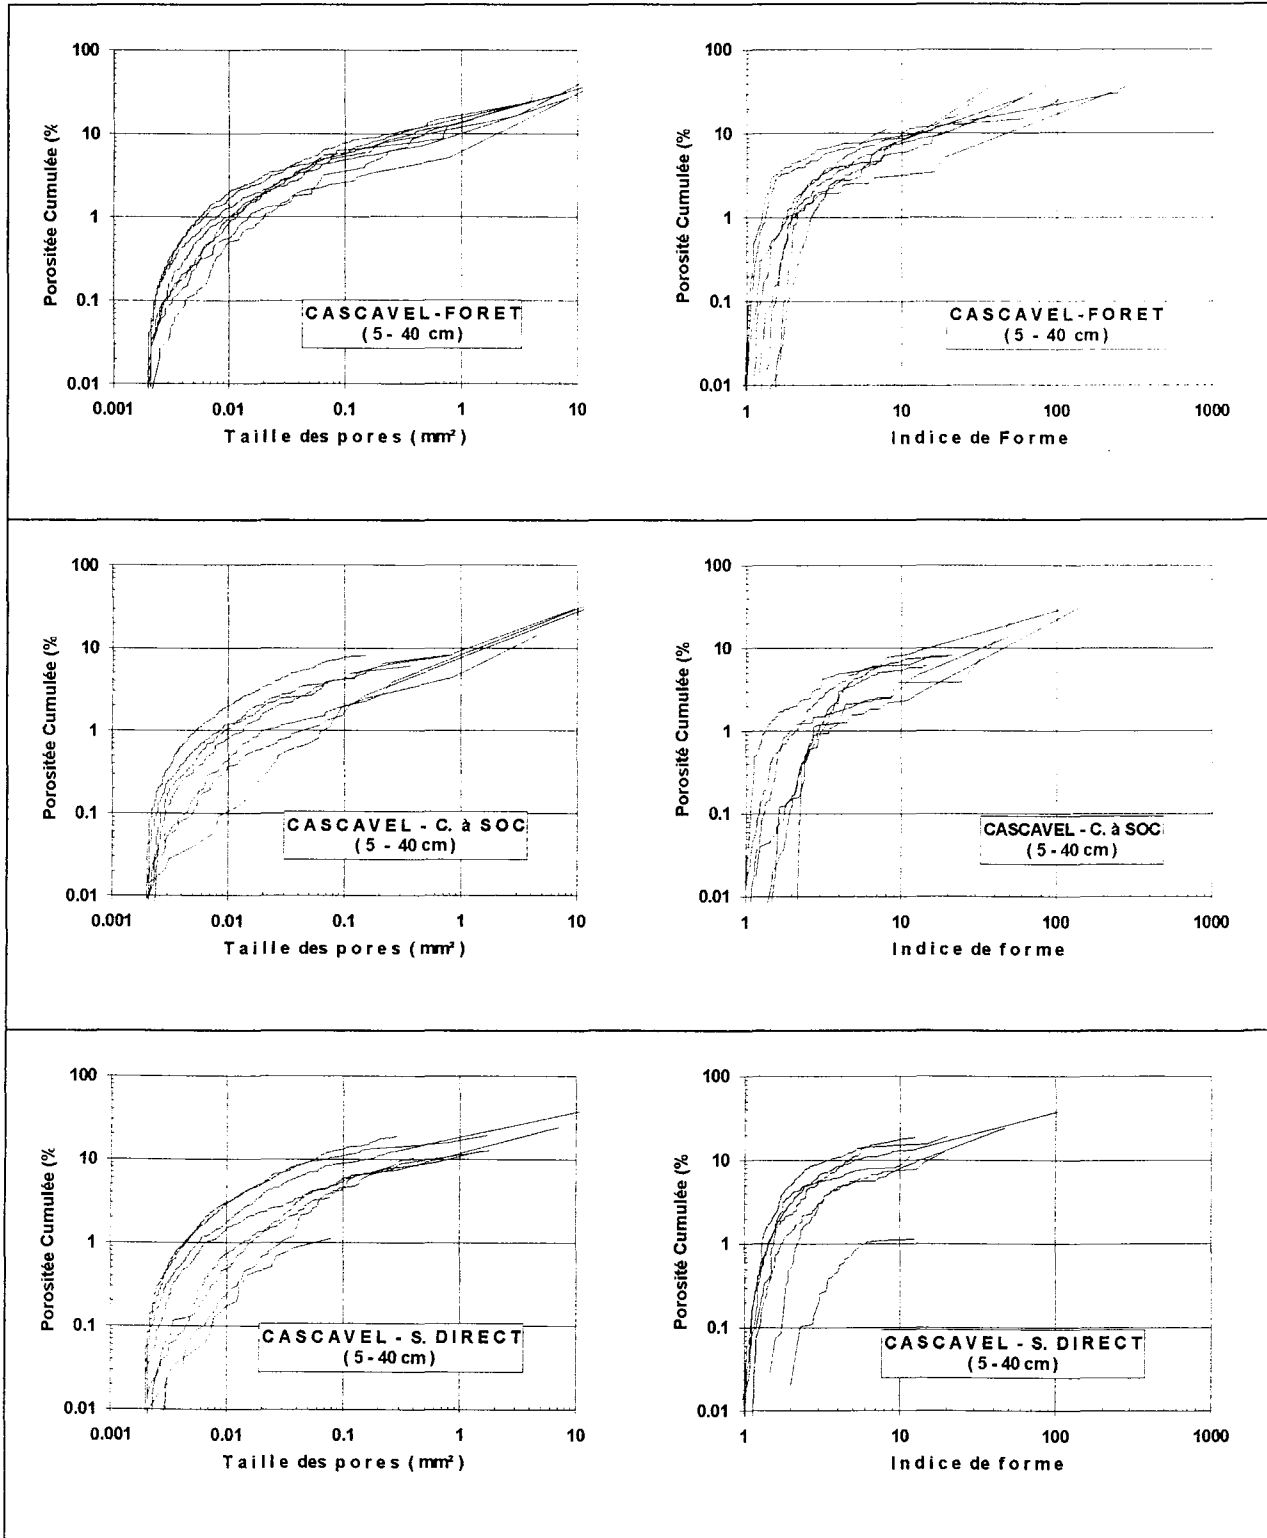 100
10
1
0.1
0.01
Porositée Cumulée (%
CASCAVEL-FORET
(5 - 40 cm)
0.001 0.01 0.1 1 10
Taille des pores (mm²)
100
10
1
0.1
0.01
Porosité Cumulée (%
CASCAVEL-FORET
(5 - 40 cm)
1 10 100 1000
Indice de Forme
100
10
1
0.1
0.01
Porositée Cumulée (%
CASCAVEL - C. à SOC
(5 - 40 cm)
0.001 0.01 0.1 1 10
Taille des pores (mm²)
100
10
1
0.1
0.01
Porosité Cumulée (%
CASCAVEL - C. à SOC
(5 - 40 cm)
1 10 100 1000
Indice de forme
100
10
1
0.1
0.01
Porositée Cumulée (%
CASCAVEL - S. DIRECT
(5 - 40 cm)
0.001 0.01 0.1 1 10
Taille des pores (mm²)
100
10
1
0.1
0.01
Porosité Cumulée (%
CASCAVEL - S. DIRECT
(5 - 40 cm)
1 10 100 1000
Indice de forme